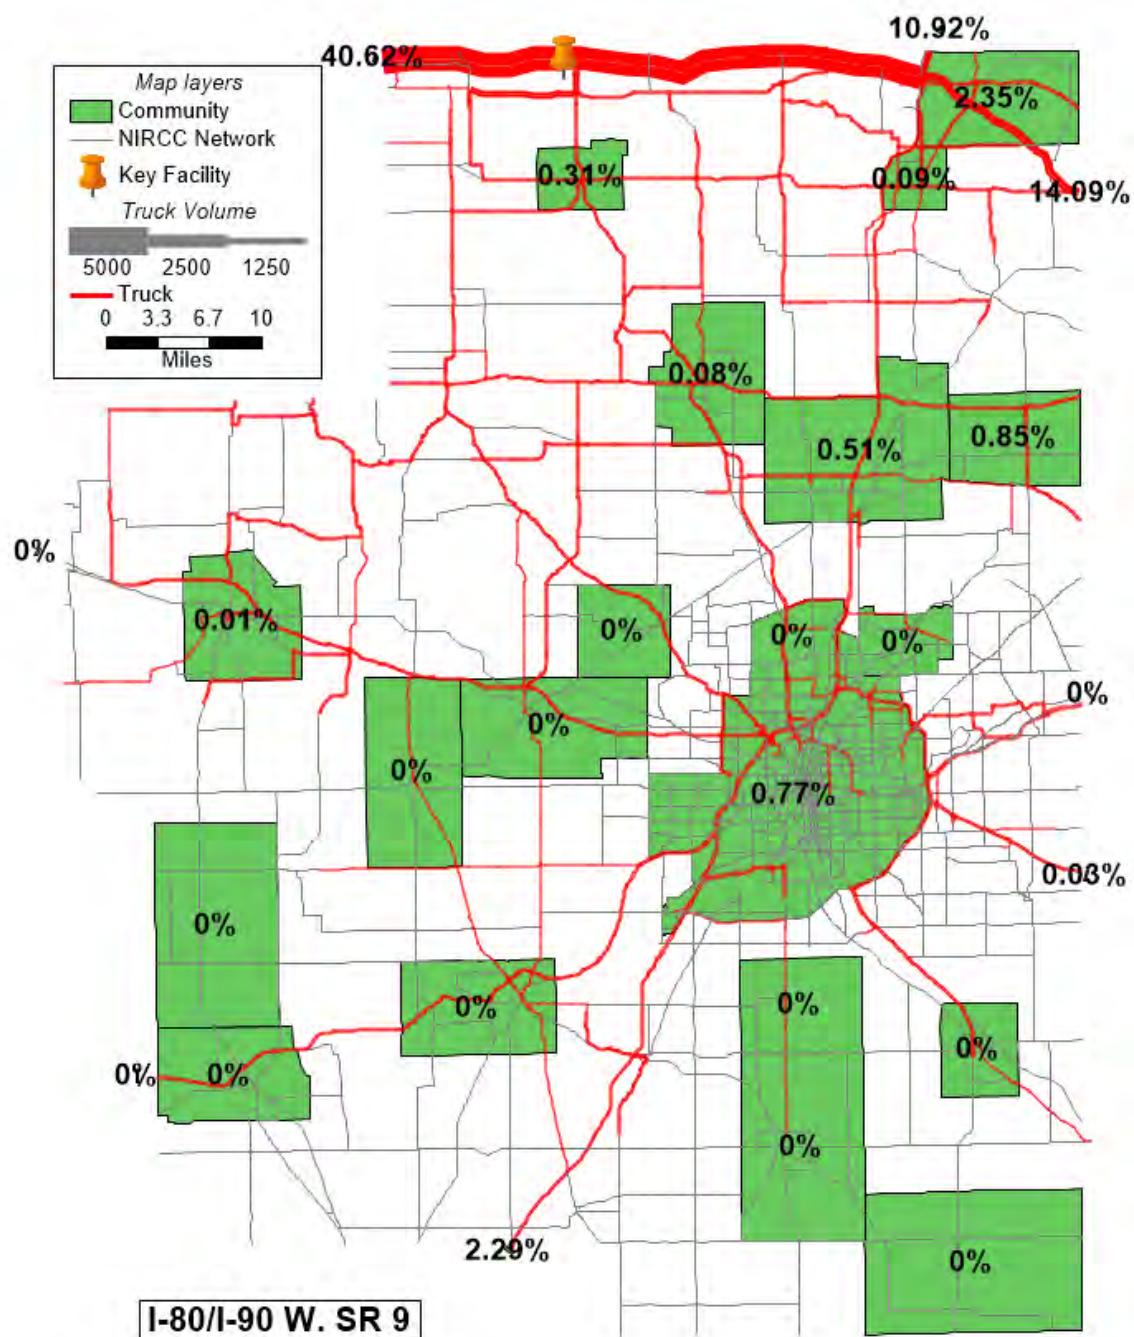 10.92%
40.62%
Map layers
Community
NIRCC Network
Key Facility
Truck Volume
5000 2500 1250
Truck
0 3.3 6.7 10
Miles
2.35%
0.31%
0.09%
14.09%
0.08%
0.51%
0.85%
0%
0.01%
0%
0%
0%
0%
0%
0%
0.77%
0.03%
0%
0%
0%
0%
0%
0%
0%
0%
2.29%
0%
I-80/I-90 W. SR 9